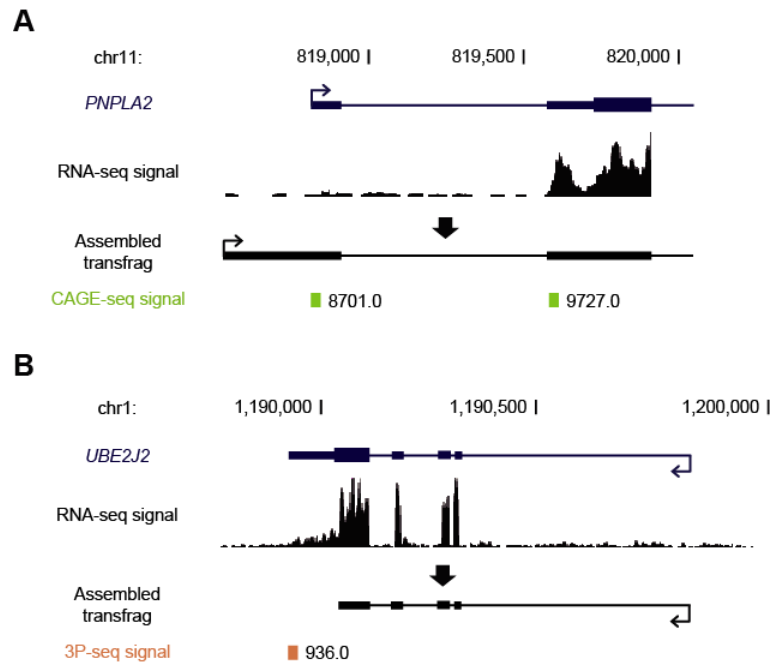 A
chr11: 819,000 819,500 820,000
PNPLA2
RNA-seq signal
Assembled
transfrag
CAGE-seq signal 8701.0 9727.0
B
chr1: 1,190,000 1,190,500 1,200,000
UBE2J2
RNA-seq signal
Assembled
transfrag
3P-seq signal 936.0